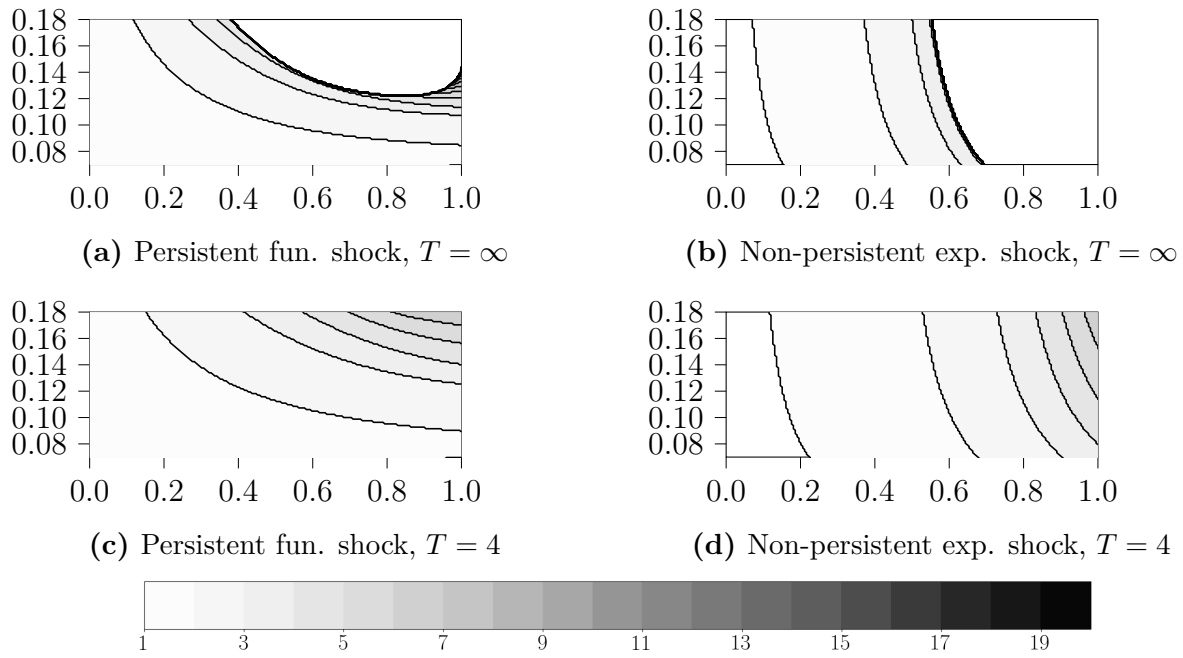 0.18 0.18
0.16 0.16
0.14 0.14
0.12 0.12
0.10 0.10
0.08 0.08
0.0 0.2 0.4 0.6 0.8 1.0 0.0 0.2 0.4 0.6 0.8 1.0
(a) Persistent fun. shock, T = ∞ (b) Non-persistent exp. shock, T = ∞
0.18 0.18
0.16 0.16
0.14 0.14
0.12 0.12
0.10 0.10
0.08 0.08
0.0 0.2 0.4 0.6 0.8 1.0 0.0 0.2 0.4 0.6 0.8 1.0
(c) Persistent fun. shock, T = 4 (d) Non-persistent exp. shock, T = 4
1 3 5 7 9 11 13 15 17 19